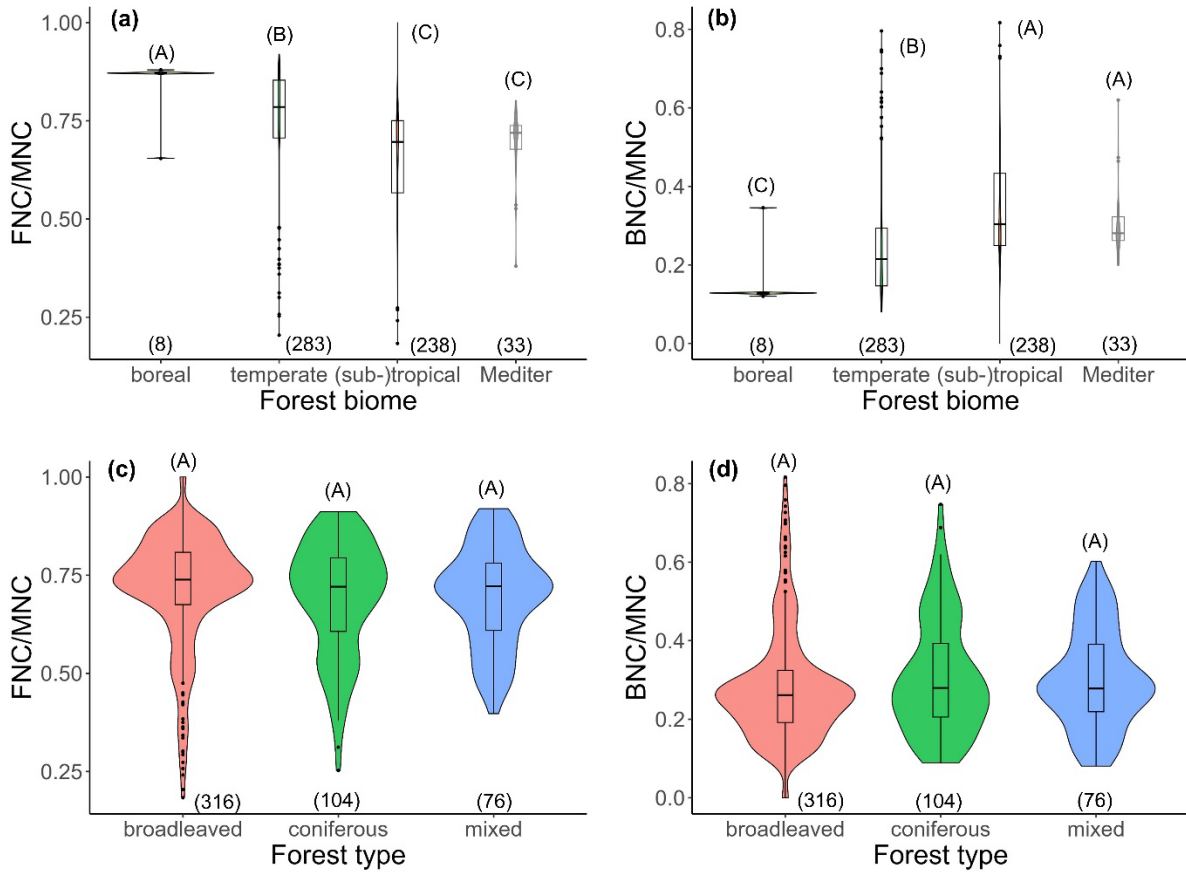 (a)
FNC/MNC
1.00
0.75
0.50
0.25
(A)
(B)
(C)
(C)
(8)
(283)
(238)
(33)
boreal
temperate
(sub-)tropical
Mediter
Forest biome
(b)
BNC/MNC
0.8
0.6
0.4
0.2
0.0
(C)
(B)
(A)
(A)
(8)
(283)
(238)
(33)
boreal
temperate
(sub-)tropical
Mediter
Forest biome
(c)
FNC/MNC
1.00
0.75
0.50
0.25
(A)
(A)
(A)
(316)
(104)
(76)
broadleaved
coniferous
mixed
Forest type
(d)
BNC/MNC
0.8
0.6
0.4
0.2
0.0
(A)
(A)
(A)
(316)
(104)
(76)
broadleaved
coniferous
mixed
Forest type